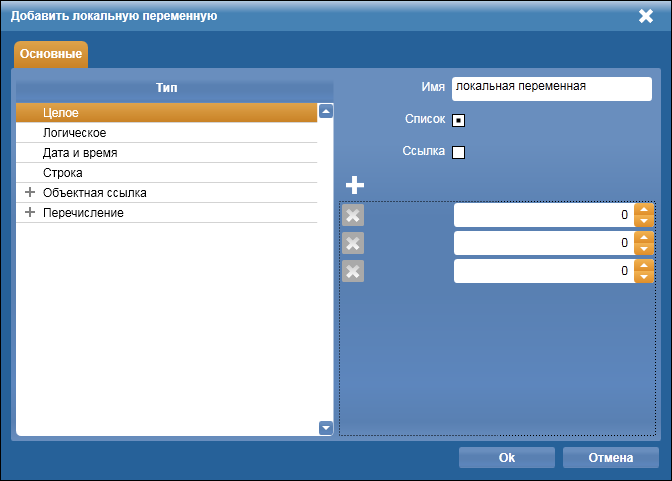 Добавить локальную переменную
Основные
Тип
Целое
Логическое
Дата и время
Строка
Объектная ссылка
Перечисление
Имя локальная переменная
Список
Ссылка
0
0
0
Ok Отмена